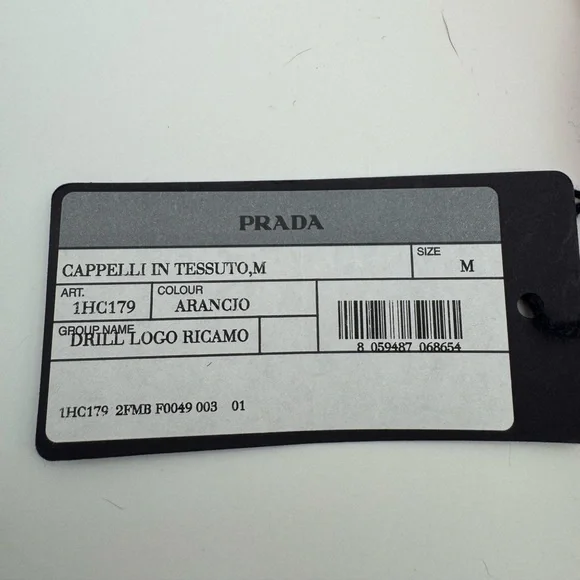 PRADA
CAPPELLI IN TESSUTO,M
SIZE
M
ART.
1HC179
COLOUR
ARANCIO
GROUP NAME
DRILL LOGO RICAMO
8 059487 068654
1HC179 2FMB F0049 003 01